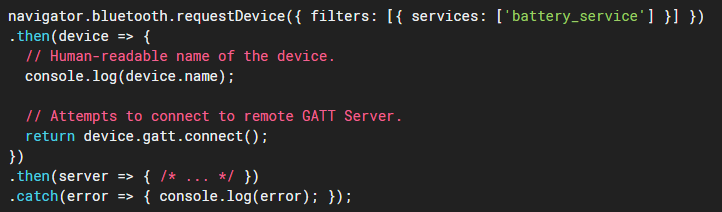 navigator.bluetooth.requestDevice({ filters: [{ services: ['battery_service'] }] })
.then(device => {
  // Human-readable name of the device.
  console.log(device.name);

  // Attempts to connect to remote GATT Server.
  return device.gatt.connect();
})
.then(server => { /* ... */ })
.catch(error => { console.log(error); });